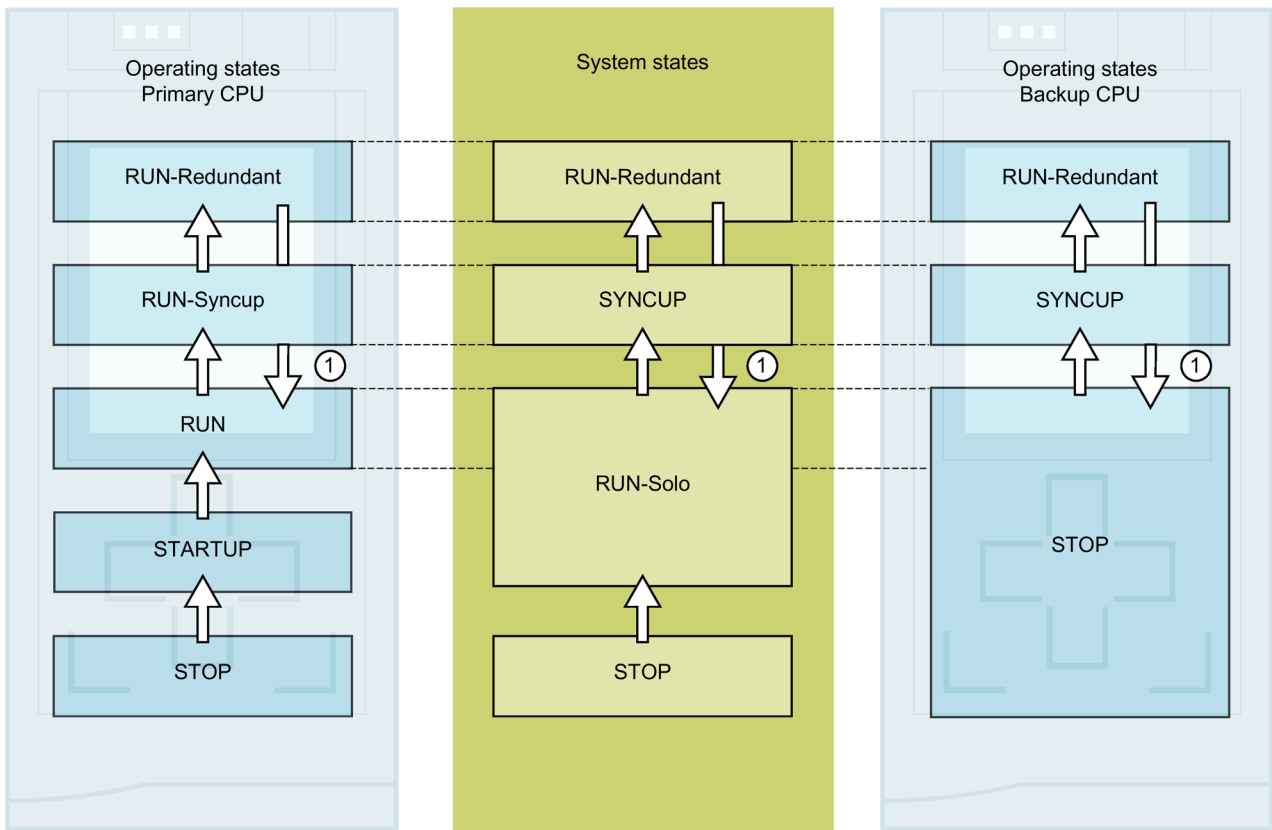 Operating states
Primary CPU
RUN-Redundant
RUN-Syncup
①
RUN
STARTUP
STOP
System states
RUN-Redundant
SYNCUP
①
RUN-Solo
STOP
Operating states
Backup CPU
RUN-Redundant
SYNCUP
①
STOP